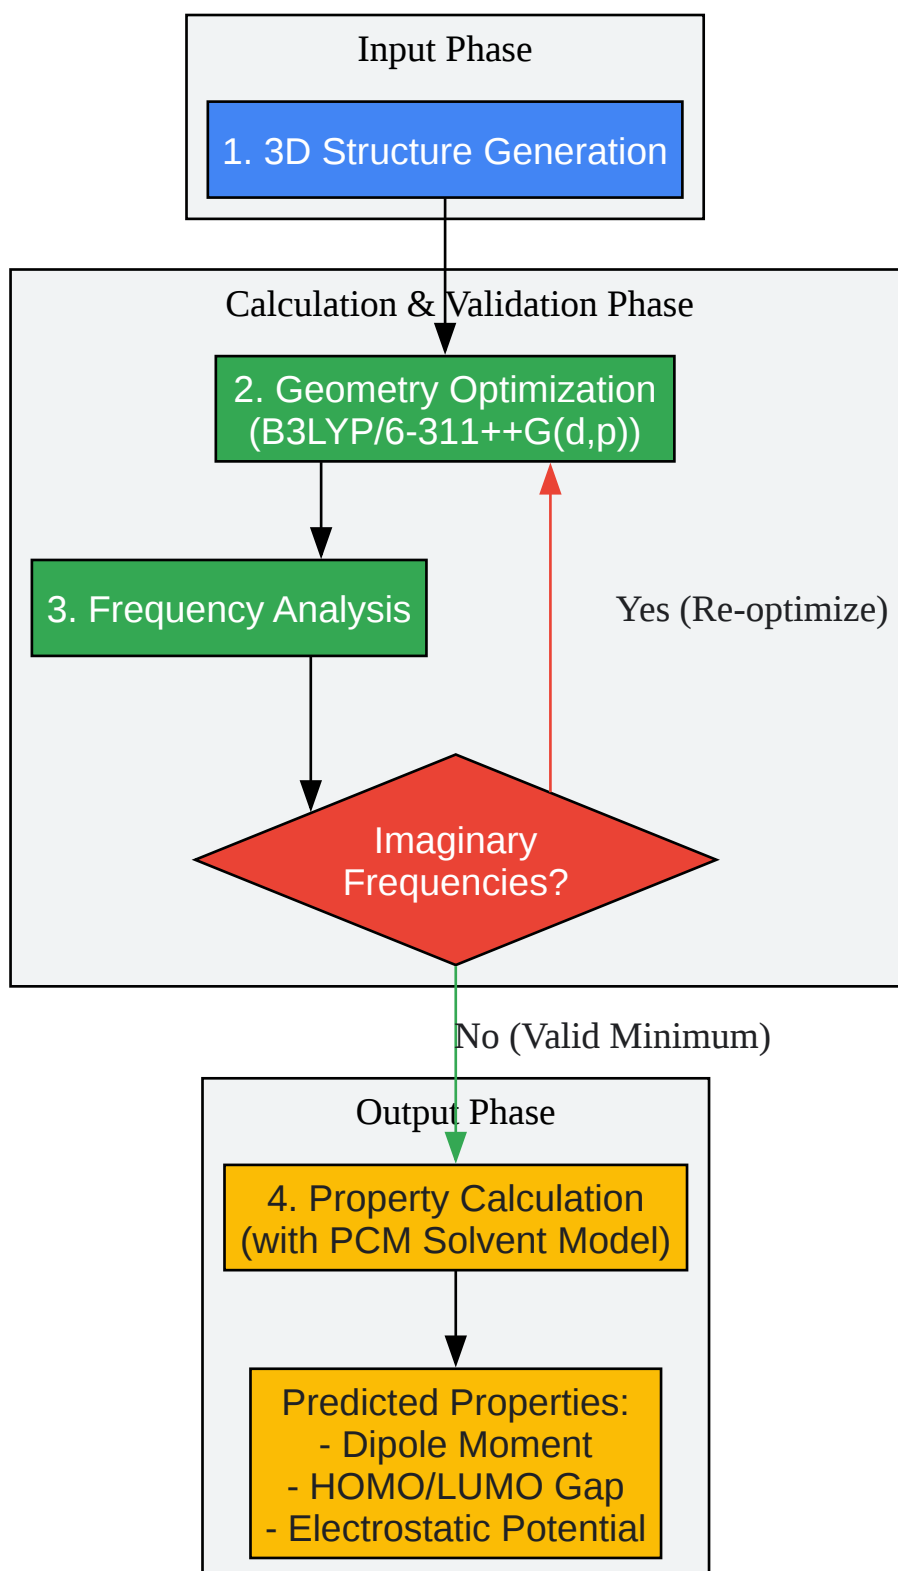 Input Phase
1. 3D Structure Generation
Calculation & Validation Phase
2. Geometry Optimization
(B3LYP/6-311++G(d,p))
3. Frequency Analysis
Yes (Re-optimize)
Imaginary
Frequencies?
No (Valid Minimum)
Output Phase
4. Property Calculation
(with PCM Solvent Model)
Predicted Properties:
- Dipole Moment
- HOMO/LUMO Gap
- Electrostatic Potential